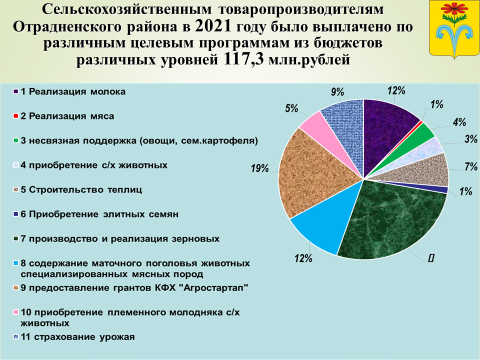 Сельскохозяйственным товаропроизводителям
Отрадненского района в 2021 году было выплачено по
различным целевым программам из бюджетов
различных уровней 117,3 млн.рублей
1 Реализация молока
2 Реализация мяса
3 несвязная поддержка (овощи, сем.картофеля)
4 приобретение с/х животных
5 Строительство теплиц
6 Приобретение элитных семян
7 производство и реализация зерновых
8 содержание маточного поголовья животных
специализированных мясных пород
9 предоставление грантов КФХ "Агростартап"
10 приобретение племенного молодняка с/х
животных
11 страхование урожая
12%
1%
4%
3%
7%
1%
[]
12%
19%
5%
9%